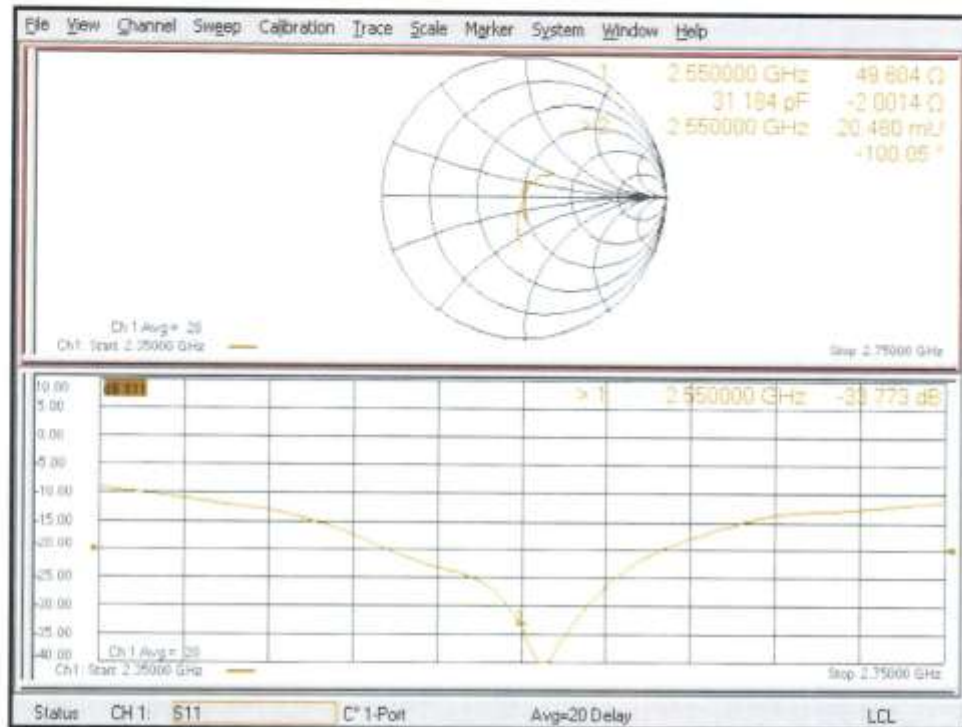 File View Channel Sweep Calibration Trace Scale Marker System Window Help
1 2.550000 GHz 49.804 Ω
31.184 pF -2.0014 Ω
>2 2.550000 GHz 20.480 mU
-100.05 °
Ch 1 Avg = 20
Ch1: Start 2.35000 GHz
Stop 2.75000 GHz
10.00
> 1 2.550000 GHz -33.773 dB
5.00
0.00
-5.00
-10.00
-15.00
-20.00
-25.00
-30.00
-35.00
-40.00
Ch 1 Avg = 20
Ch1: Start 2.35000 GHz
Stop 2.75000 GHz
Status CH 1: S11 C* 1-Port Avg=20 Delay LCL